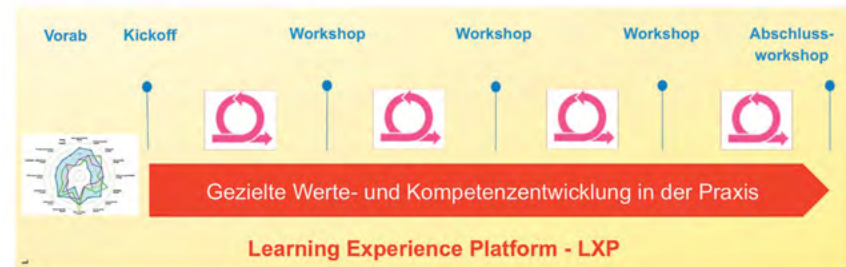 Vorab Kickoff Workshop Workshop Workshop Abschluss-
workshop
Gezielte Werte- und Kompetenzentwicklung in der Praxis
Learning Experience Platform - LXP